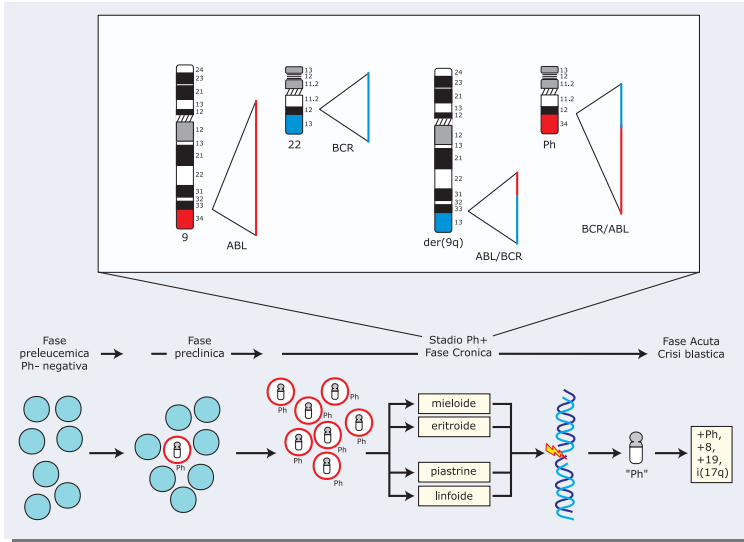 24
23
21
13
12
12
13
21
22
31
32
33
34
9
ABL
13
12
11.2
11.2
12
13
22
BCR
24
23
21
13
12
12
13
21
22
31
32
33
13
der(9q)
ABL/BCR
13
12
11.2
11.2
12
34
Ph
BCR/ABL
Fase
preleucemica
Ph- negativa
Fase
preclinica
Stadio Ph+
Fase Cronica
Fase Acuta
Crisi blastica
Ph
Ph
Ph
Ph
Ph
Ph
Ph
mieloide
eritroide
piastrine
linfoide
"Ph"
+Ph,
+8,
+19,
i(17q)